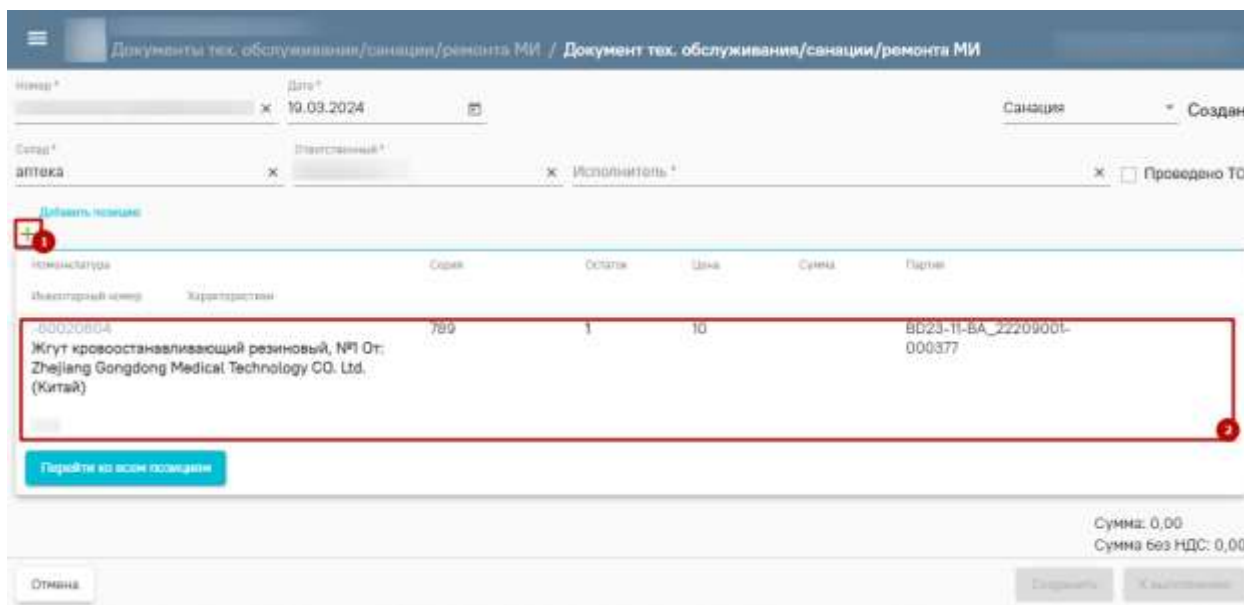 Документы тех. обслуживания/санации/ремонта МИ / Документ тех. обслуживания/санации/ремонта МИ
Номер * Дата *
19.03.2024 Санация Создан
Склад * Ответственный *
аптека Исполнитель * Проведено ТО
Добавить позицию
1
Номенклатура Серия Остаток Цена Сумма Партия
Инвентарный номер Характеристики
-60020804 789 1 10 BD23-11-BA_22209001-
Жгут кровоостанавливающий резиновый, №1 От: 000377
Zhejiang Gongdong Medical Technology CO. Ltd.
(Китай)
2
Перейти ко всем позициям
Сумма: 0,00
Сумма без НДС: 0,00
Отмена Сохранить К выполнению